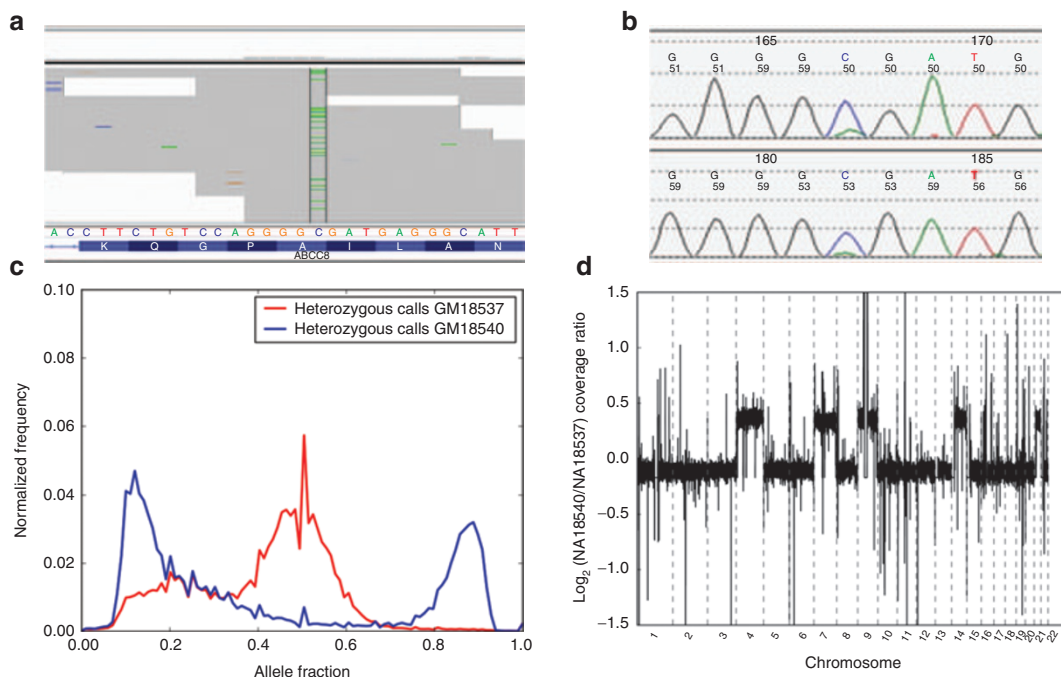 a
A C C T T C T G T C C A G G G G C G A T G A G G G C A T T
K Q G P A I L A N
ABCC8
b
165 170
G G G G C G A T G
51 51 59 59 50 50 50 50 50
180 185
G G G G C G A T G
59 59 59 53 53 53 59 56 56
c
0.10
0.08
0.06
0.04
0.02
0.00
Normalized frequency
Heterozygous calls GM18537
Heterozygous calls GM18540
0.00 0.2 0.4 0.6 0.8 1.0
Allele fraction
d
1.5
1.0
0.5
0.0
−0.5
−1.0
−1.5
Log2 (NA18540/NA18537) coverage ratio
1 2 3 4 5 6 7 8 9 10 11 12 13 14 15 16 17 18 19 20 21 22
Chromosome